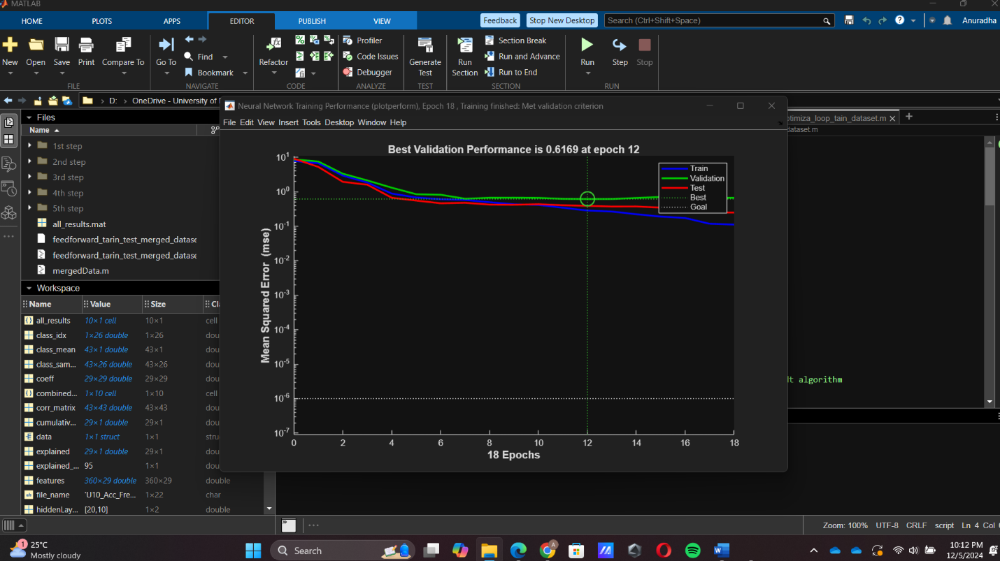 MATLAB
HOME PLOTS APPS EDITOR PUBLISH VIEW Feedback Stop New Desktop Search (Ctrl+Shift+Space) Anuradha
New Open Save Print Compare To Go To Find Bookmark Refactor Profiler Code Issues Debugger Generate Test Run Section Section Break Run and Advance Run to End Run Step Stop
FILE NAVIGATE CODE ANALYZE TEST SECTION RUN
D: › OneDrive - University of
Files
Name
1st step
2nd step
3rd step
4th step
5th step
all_results.mat
feedforward_tarin_test_merged_datase
feedforward_tarin_test_merged_datase
mergedData.m
Workspace
Name Value Size Cl
all_results 10×1 cell 10×1 cell
class_idx 1×26 double 1×26 dou
class_mean 43×1 double 43×1 dou
class_sam... 43×26 double 43×26 dou
coeff 29×29 double 29×29 dou
combined... 1×10 cell 1×10 cell
corr_matrix 43×43 double 43×43 dou
cumulativ... 29×1 double 29×1 dou
data 1×1 struct 1×1 stru
explained 29×1 double 29×1 dou
explained_... 95 1×1 dou
features 360×29 double 360×29 double
file_name 'U10_Acc_Fre... 1×22 char
hiddenLay... [20,10] 1×2 double
Neural Network Training Performance (plotperform), Epoch 18 , Training finished: Met validation criterion
File Edit View Insert Tools Desktop Window Help
Best Validation Performance is 0.6169 at epoch 12
Mean Squared Error (mse)
10^1
10^0
10^-1
10^-2
10^-3
10^-4
10^-5
10^-6
10^-7
0 2 4 6 8 10 12 14 16 18
18 Epochs
Train
Validation
Test
Best
Goal
ptimiza_loop_tain_dataset.m
dataset.m
dt algorithm
Zoom: 100% UTF-8 CRLF script Ln 4 Col
1
25°C
Mostly cloudy
Search
10:12 PM
12/5/2024